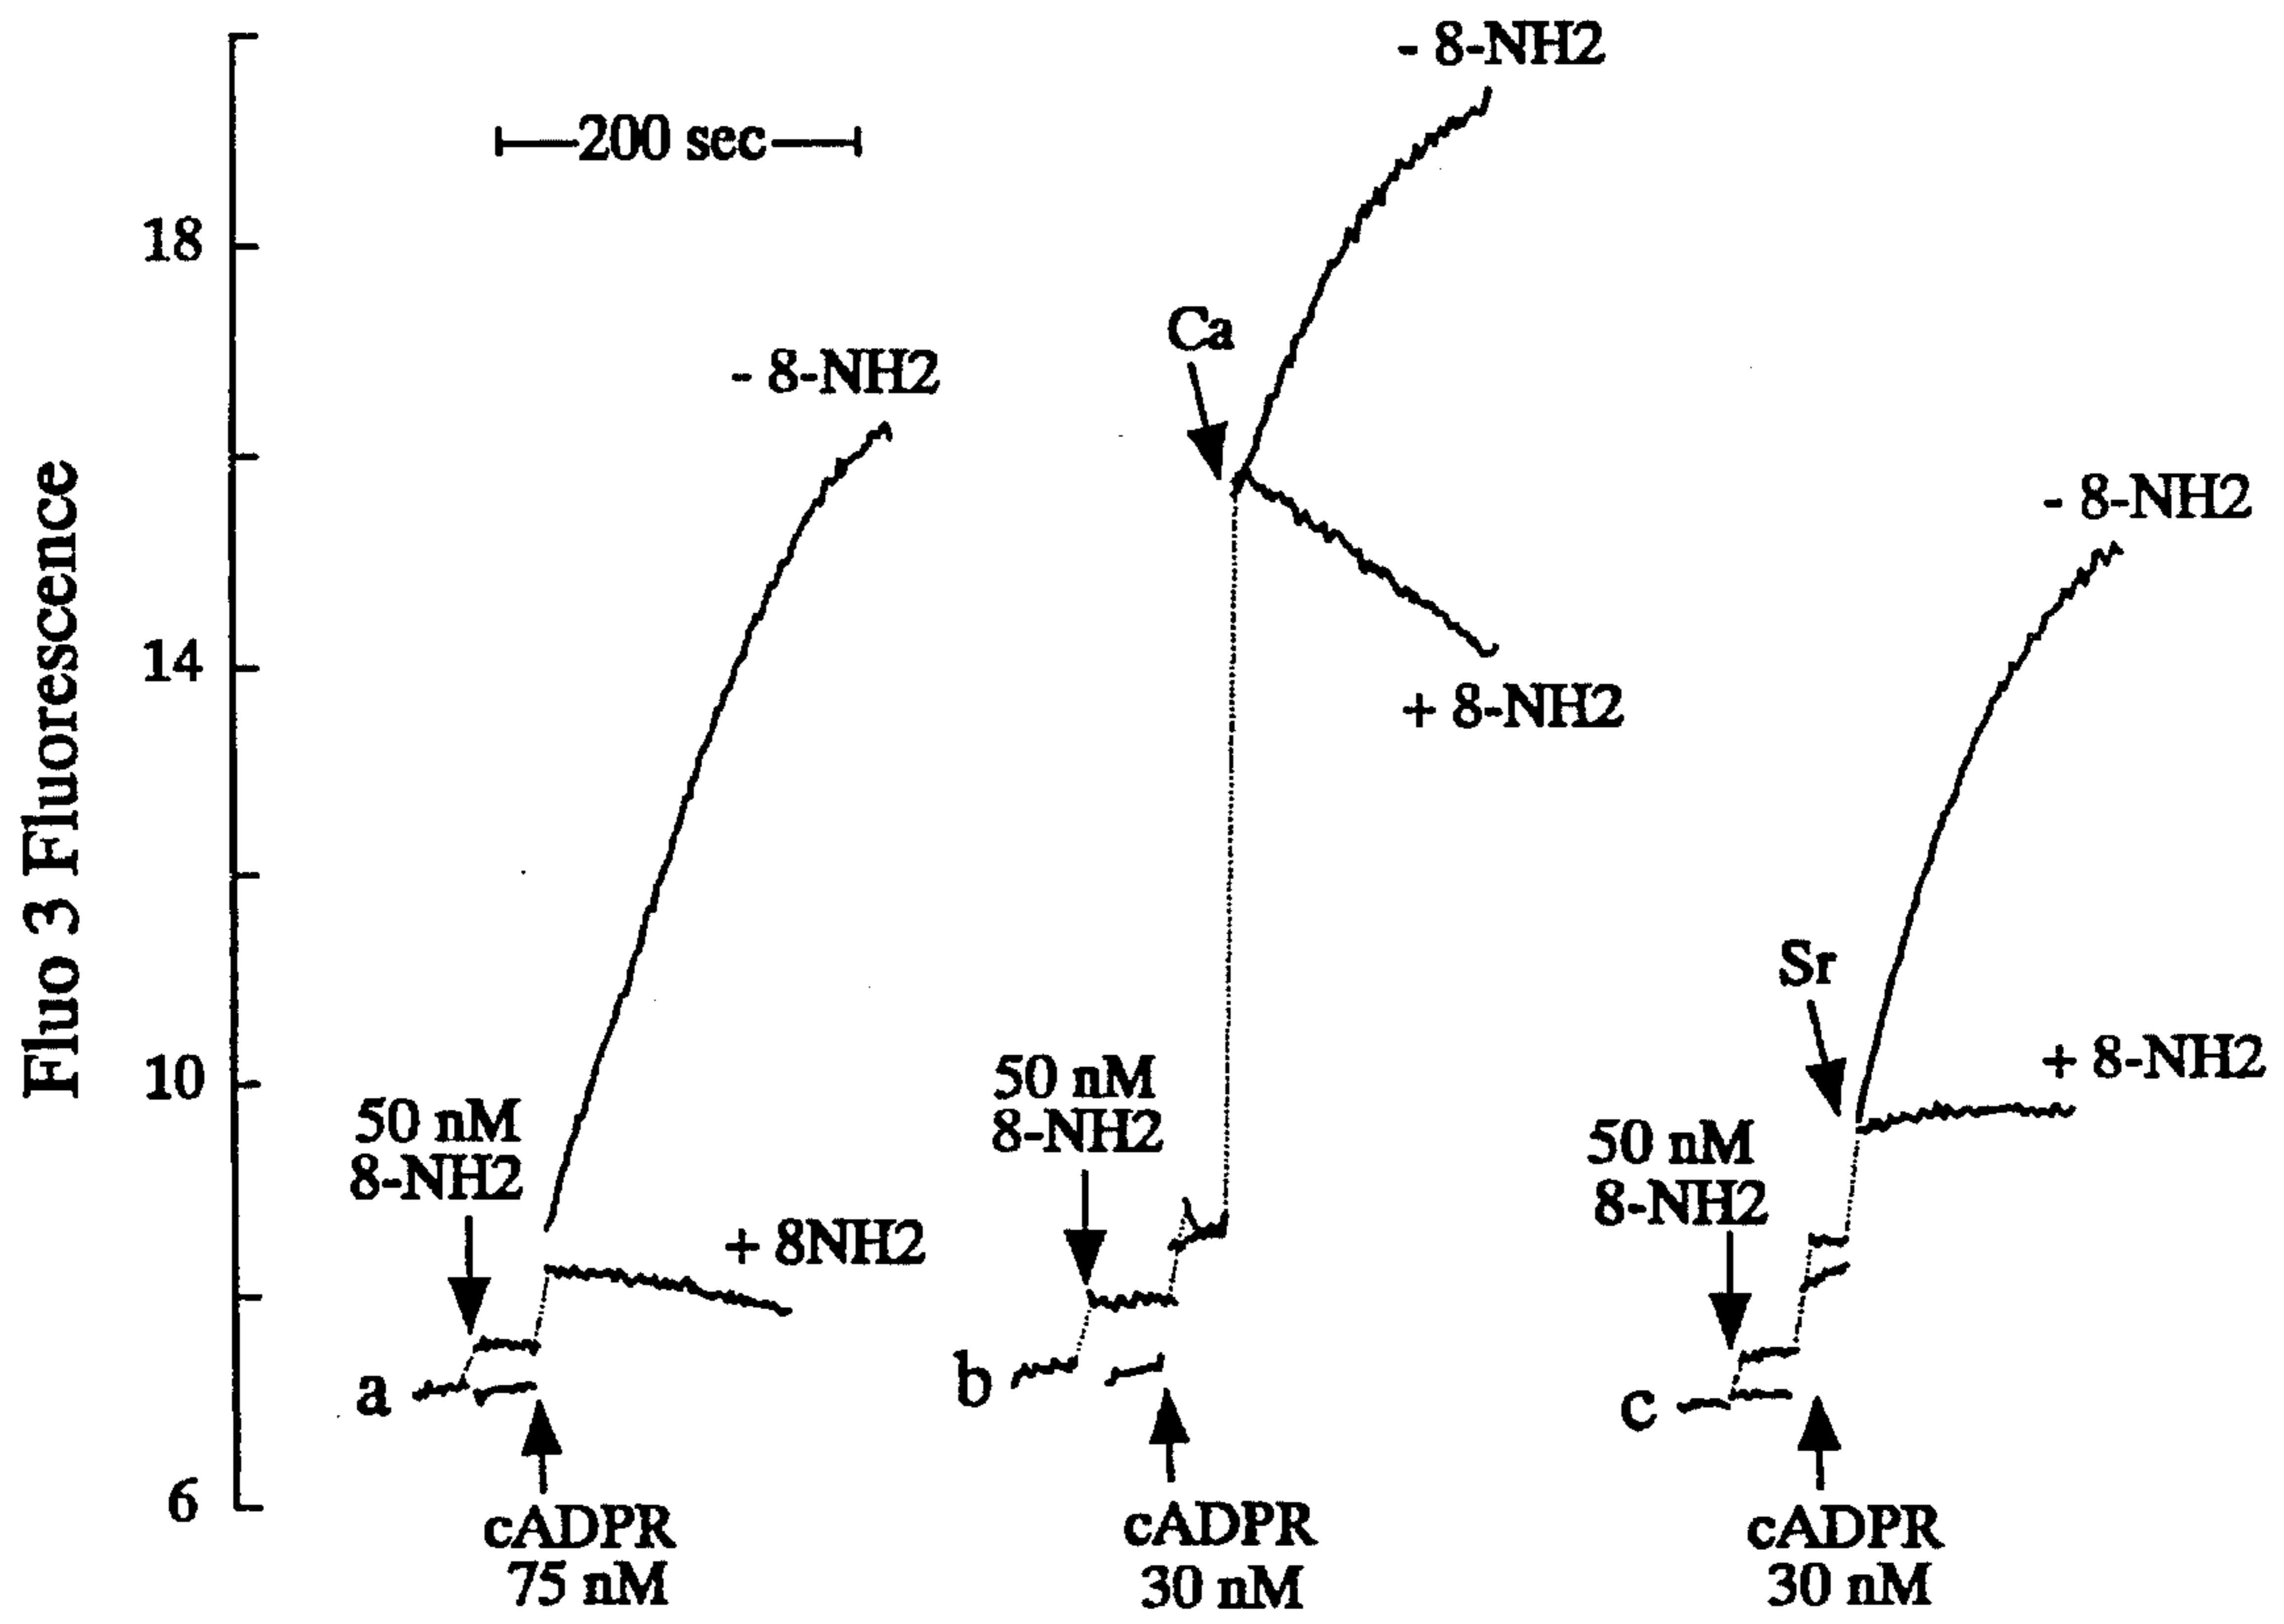 Fluo 3 Fluorescence
18
14
10
6
200 sec
- 8-NH2
50 nM
8-NH2
+ 8NH2
a
cADPR
75 nM
- 8-NH2
Ca
+ 8-NH2
50 nM
8-NH2
b
cADPR
30 nM
- 8-NH2
Sr
+ 8-NH2
50 nM
8-NH2
c
cADPR
30 nM